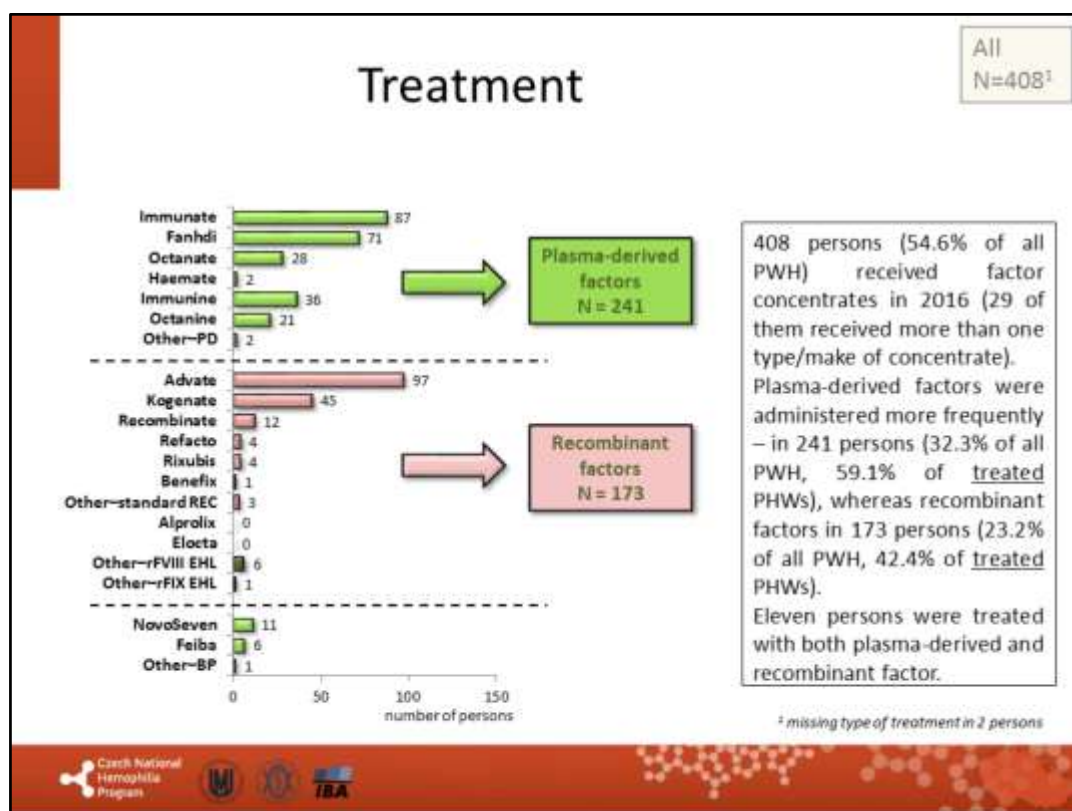 Treatment
All
N=408¹
Immunate 87
Fanhdi 71
Octanate 28
Haemate 2
Immunine 36
Octanine 21
Other–PD 2
Plasma-derived
factors
N = 241
Advate 97
Kogenate 45
Recombinate 12
Refacto 4
Rixubis 4
Benefix 1
Other–standard REC 3
Alprolix 0
Elocta 0
Other–rFVIII EHL 6
Other–rFIX EHL 1
Recombinant
factors
N = 173
NovoSeven 11
Feiba 6
Other–BP 1
0 50 100 150
number of persons
408 persons (54.6% of all
PWH) received factor
concentrates in 2016 (29 of
them received more than one
type/make of concentrate).
Plasma-derived factors were
administered more frequently
– in 241 persons (32.3% of all
PWH, 59.1% of treated
PHWs), whereas recombinant
factors in 173 persons (23.2%
of all PWH, 42.4% of treated
PHWs).
Eleven persons were treated
with both plasma-derived and
recombinant factor.
¹ missing type of treatment in 2 persons
Czech National
Hemophilia
Program
IBA